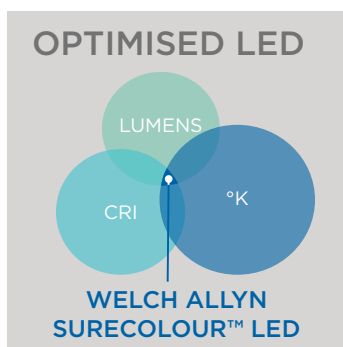 OPTIMISED LED
LUMENS
CRI
°K
WELCH ALLYN
SURECOLOUR™ LED